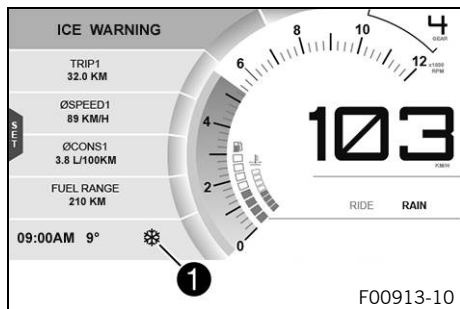 ICE WARNING
TRIP1
32.0 KM
ØSPEED1
89 KM/H
ØCONS1
3.8 L/100KM
FUEL RANGE
210 KM
SET
09:00AM 9°
1
0
2
4
6
8
10
12
x1000
RPM
4
GEAR
103
KM/H
RIDE RAIN
F00913-10